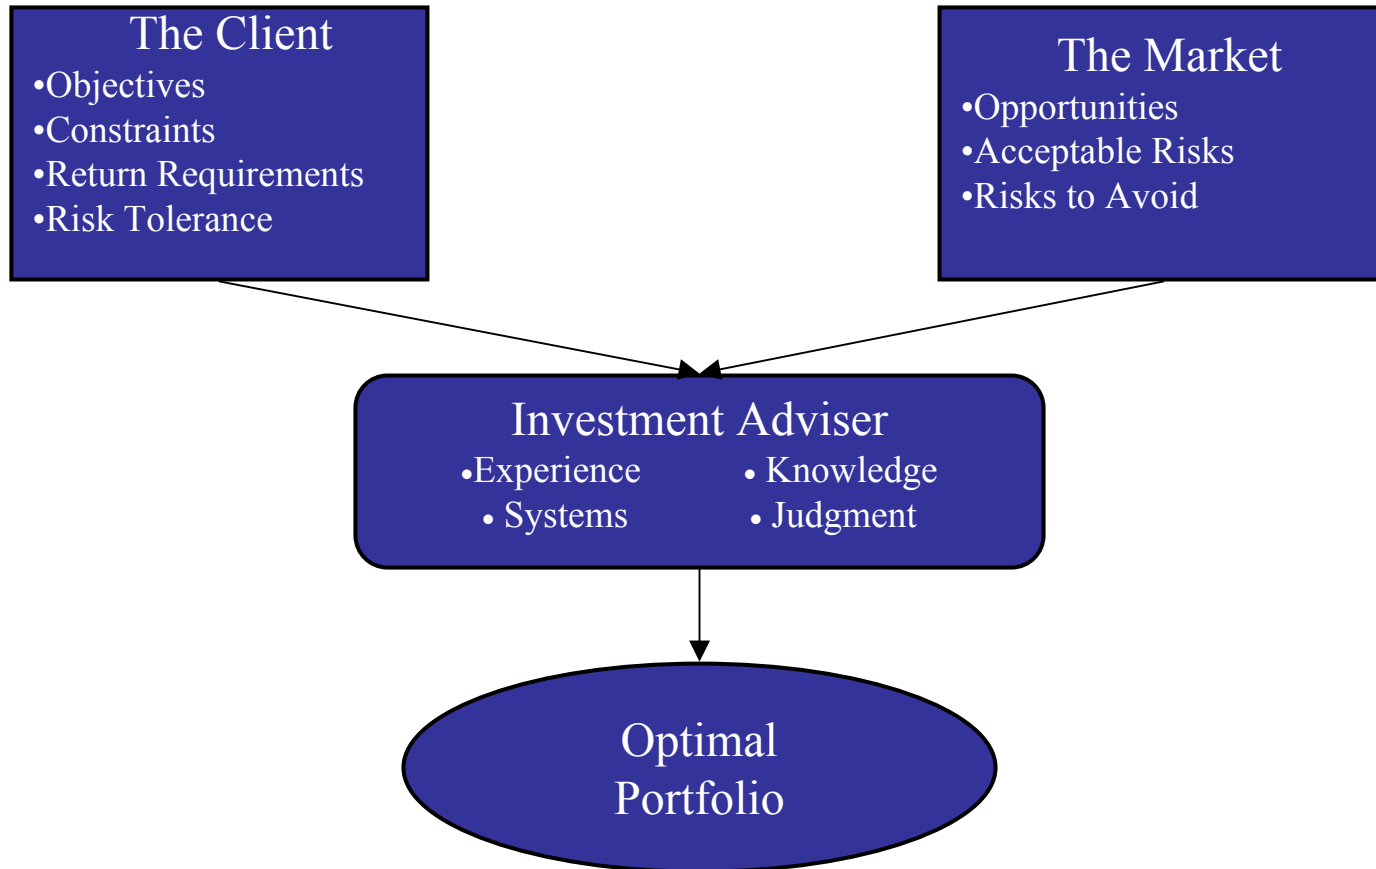 The Client
•Objectives
•Constraints
•Return Requirements
•Risk Tolerance
The Market
•Opportunities
•Acceptable Risks
•Risks to Avoid
Investment Adviser
•Experience • Knowledge
• Systems • Judgment
Optimal
Portfolio